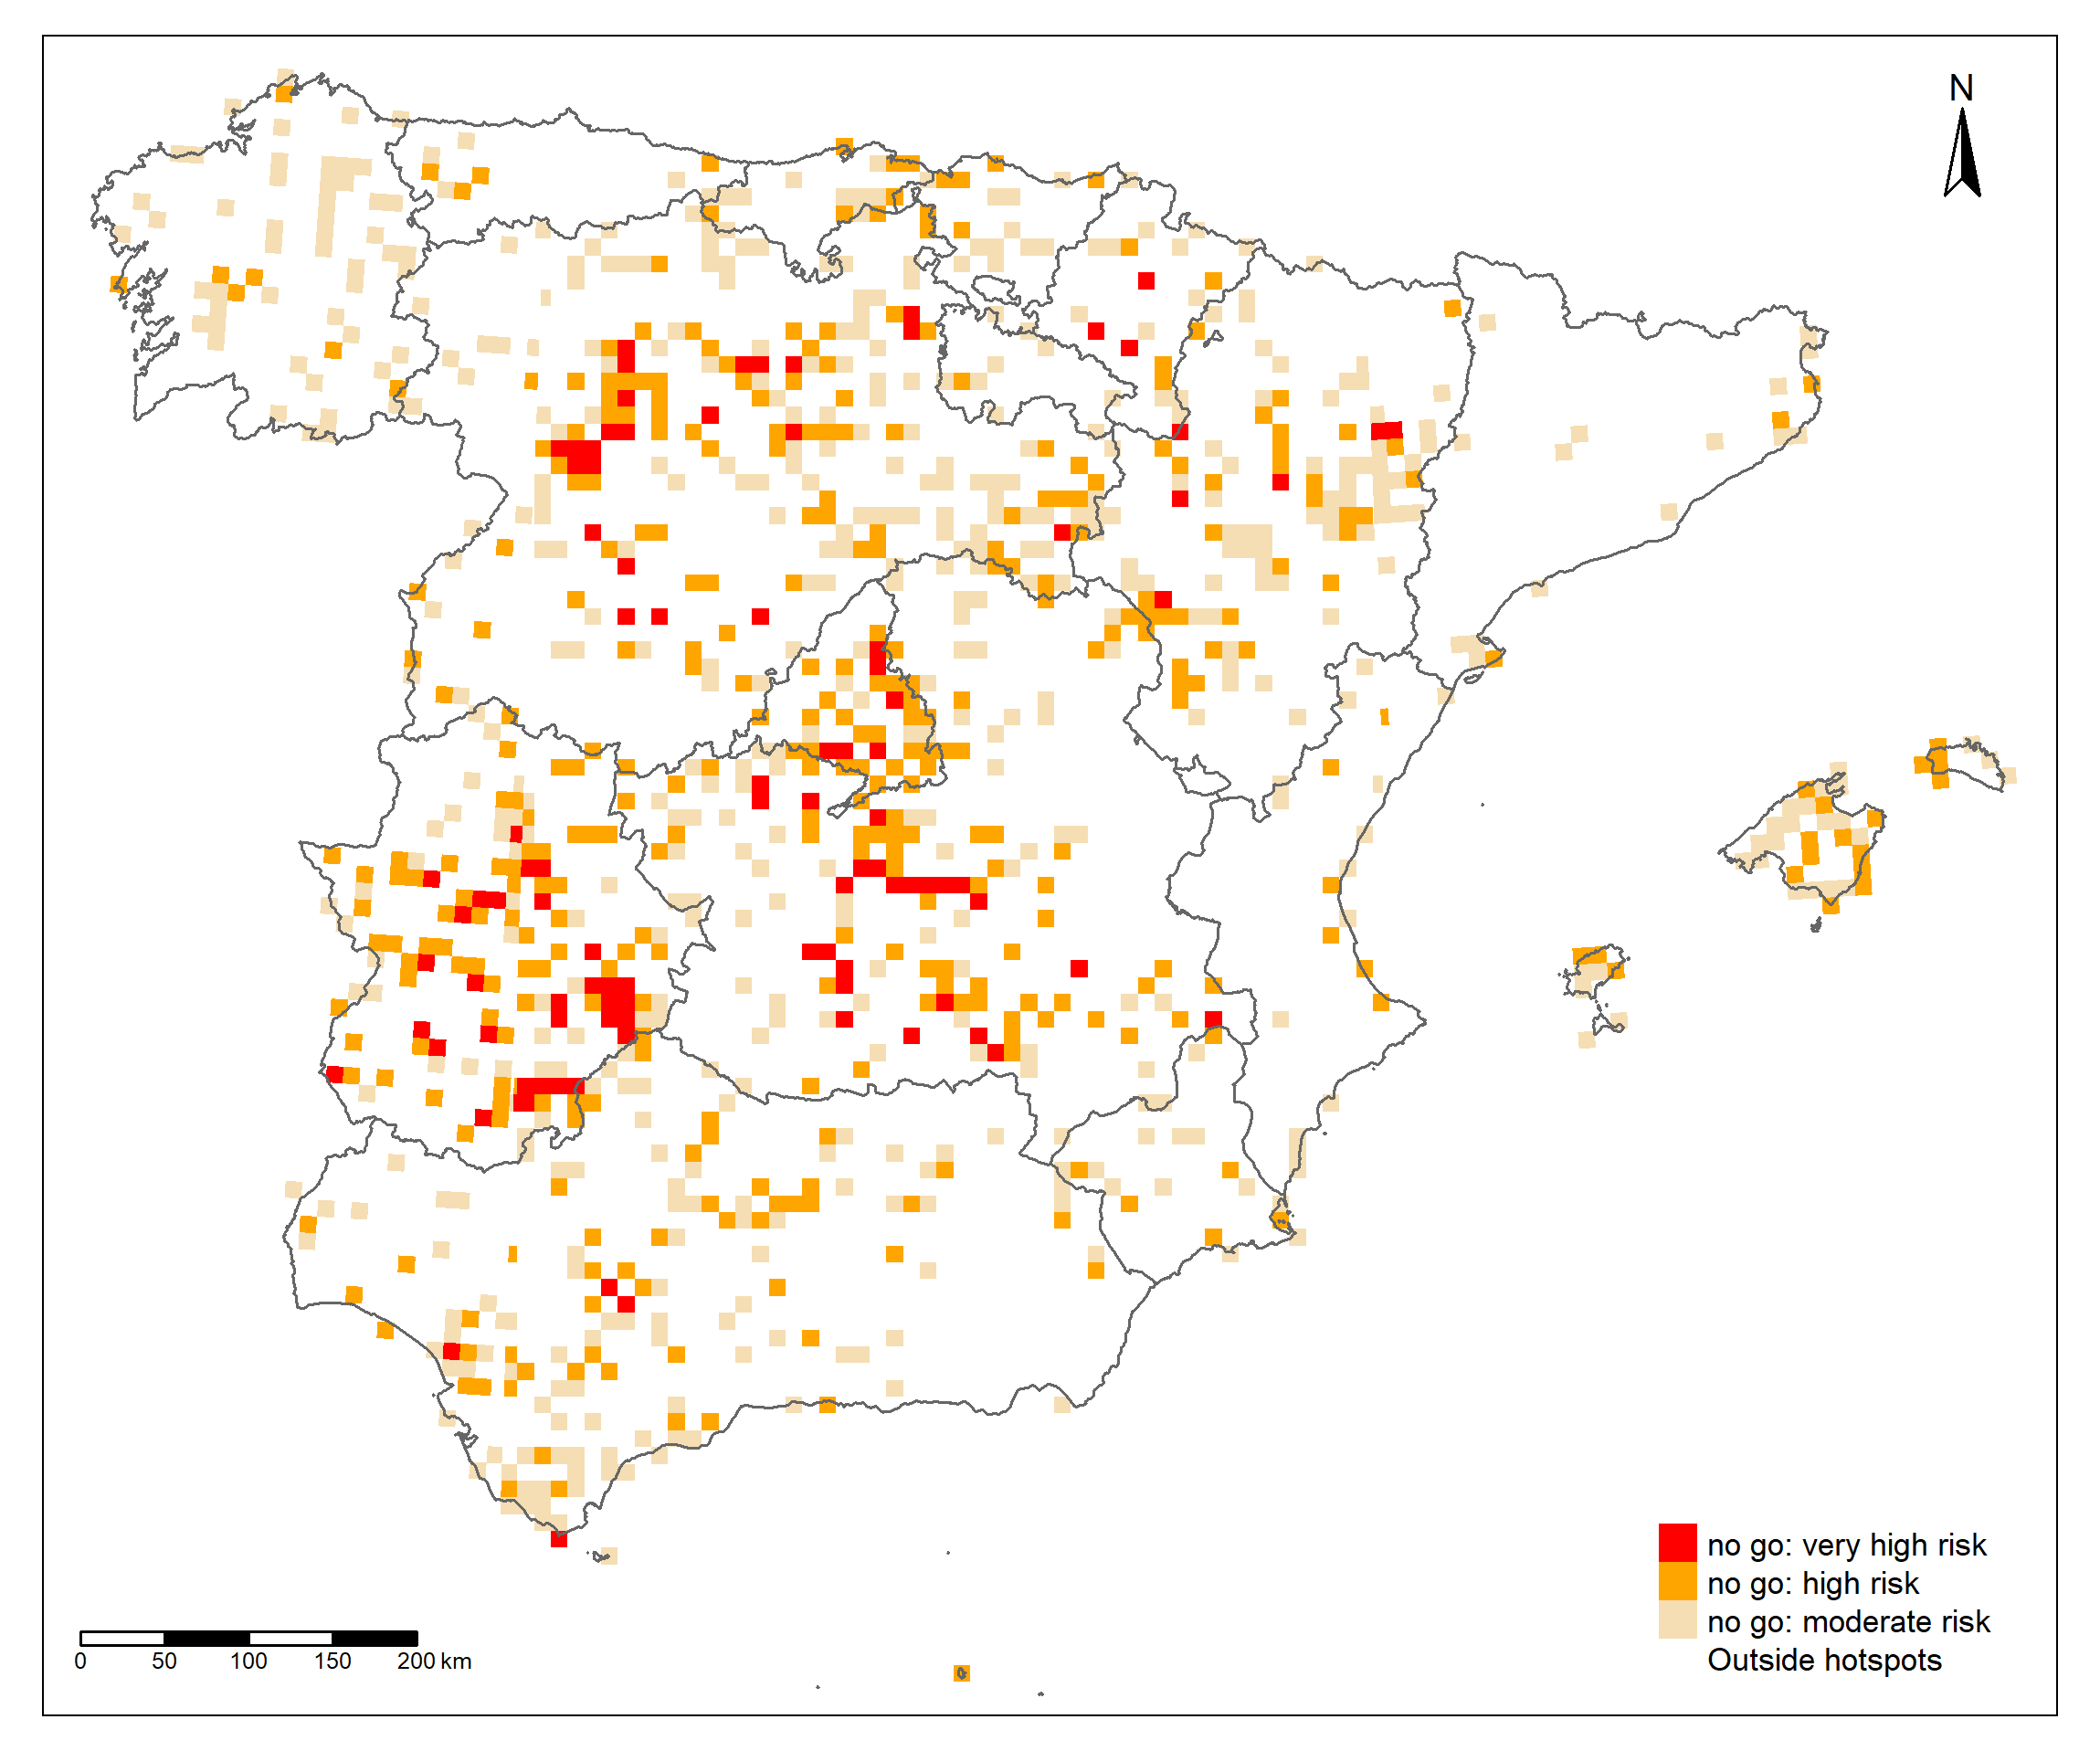 N
no go: very high risk
no go: high risk
no go: moderate risk
Outside hotspots
0 50 100 150 200 km